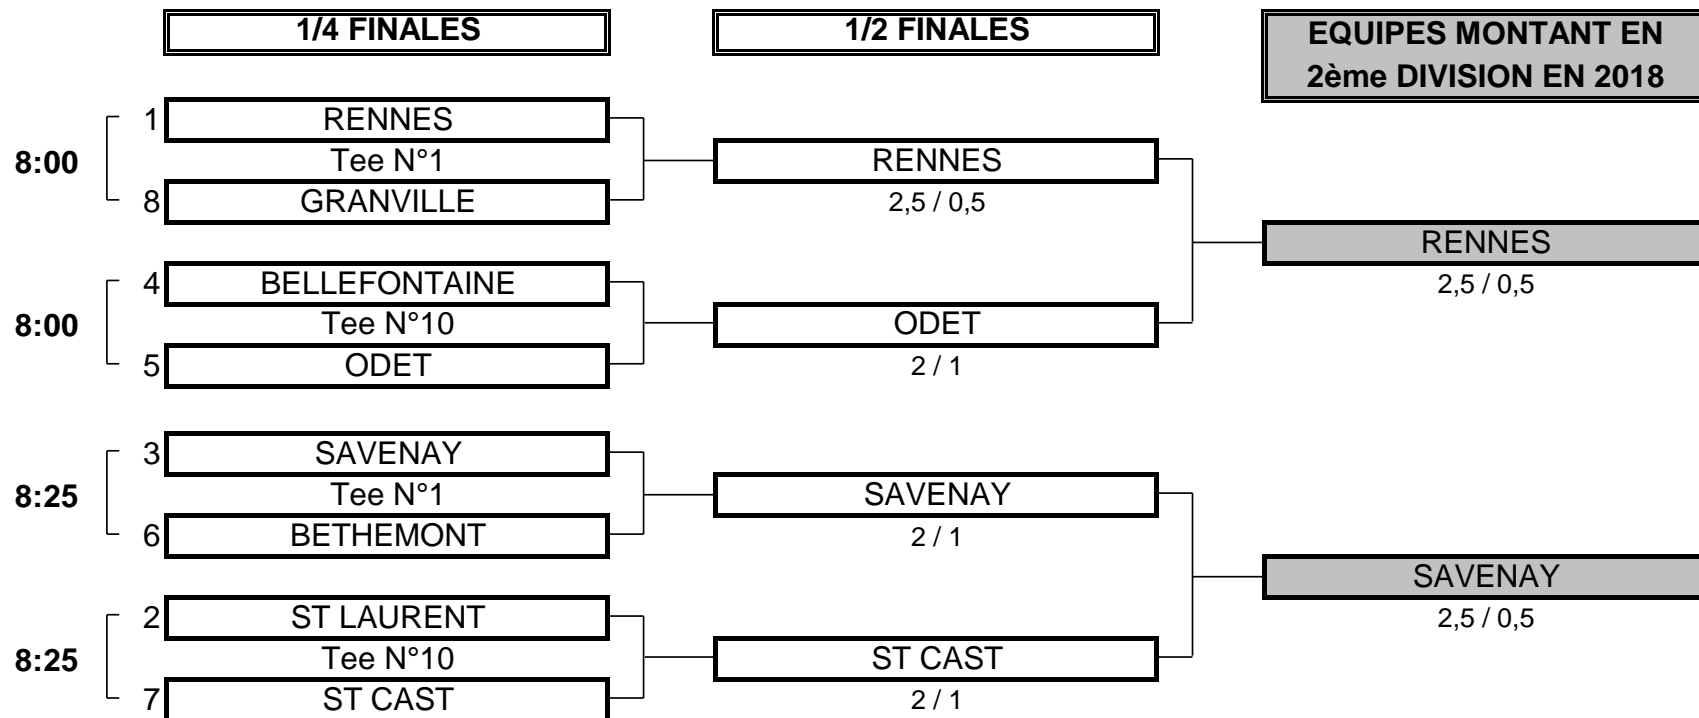 1/4 FINALES
1/2 FINALES
EQUIPES MONTANT EN
2ème DIVISION EN 2018
1 RENNES
8:00 Tee N°1
8 GRANVILLE
RENNES
2,5 / 0,5
4 BELLEFONTAINE
8:00 Tee N°10
5 ODET
ODET
2 / 1
RENNES
2,5 / 0,5
3 SAVENAY
8:25 Tee N°1
6 BETHEMONT
SAVENAY
2 / 1
2 ST LAURENT
8:25 Tee N°10
7 ST CAST
ST CAST
2 / 1
SAVENAY
2,5 / 0,5